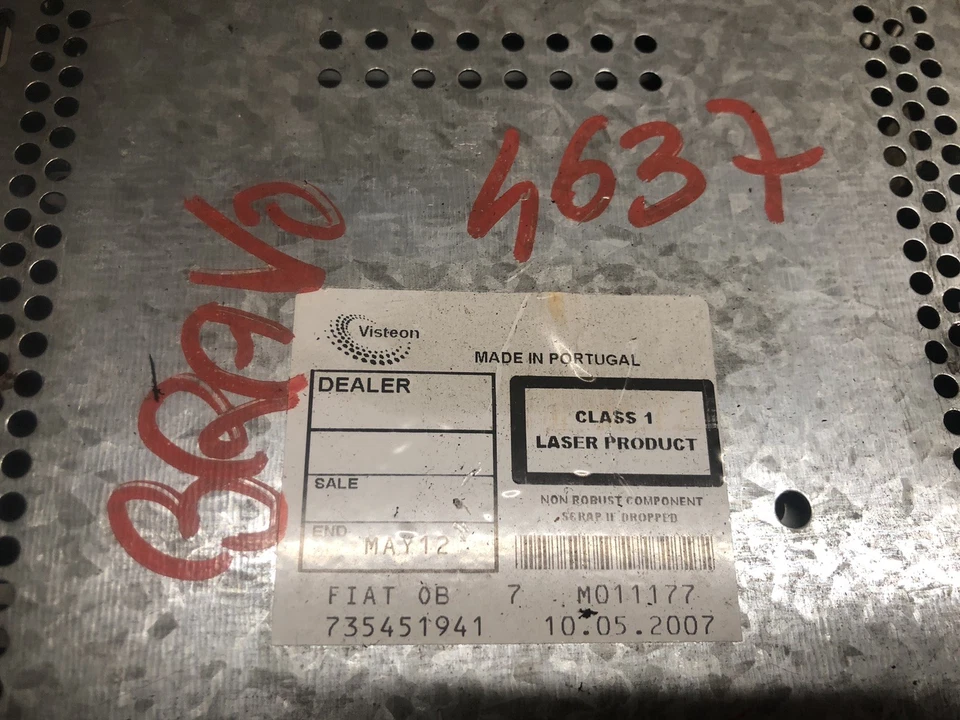 4637
BRAVO
Visteon
MADE IN PORTUGAL
DEALER
CLASS 1
LASER PRODUCT
SALE
NON ROBUST COMPONENT
SCRAP IF DROPPED
END
MAY12
FIAT OB 7 M011177
735451941 10.05.2007